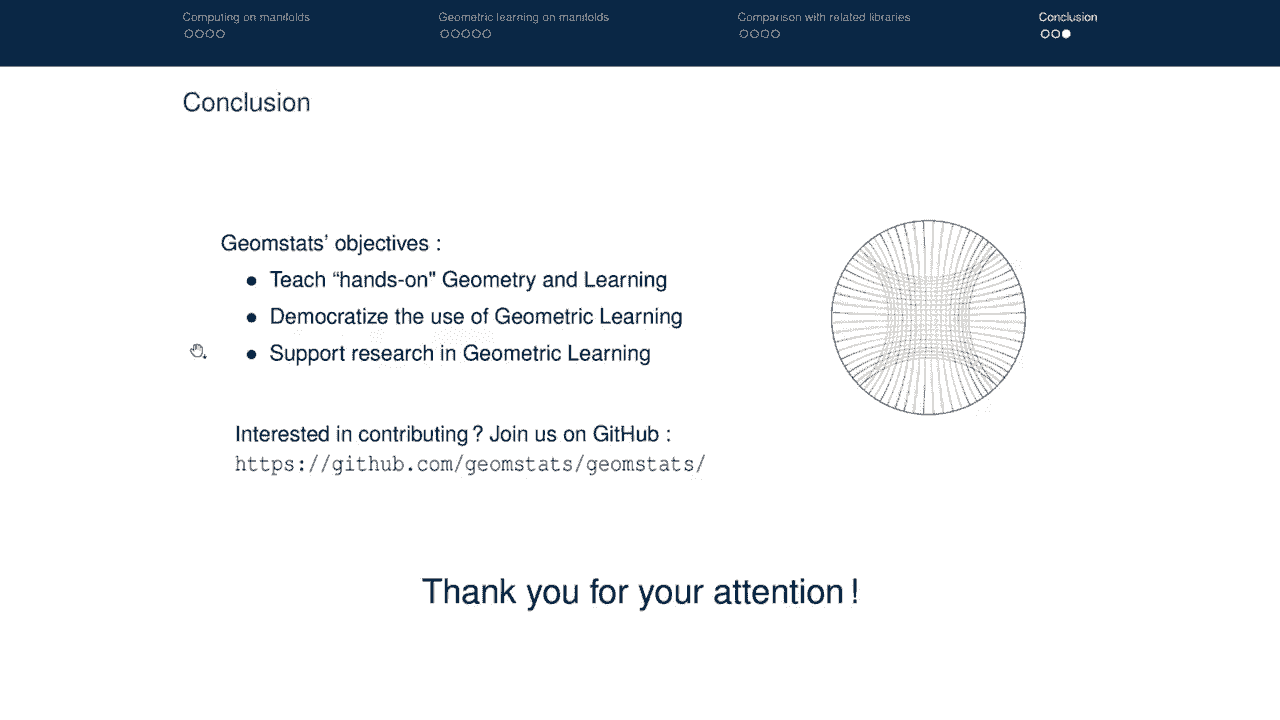 Computing on manifolds
Geometric learning on manifolds
Comparison with related libraries
Conclusion
Conclusion
Geomstats' objectives :
● Teach “hands-on" Geometry and Learning
● Democratize the use of Geometric Learning
● Support research in Geometric Learning
Interested in contributing ? Join us on GitHub :
https://github.com/geomstats/geomstats/
Thank you for your attention !